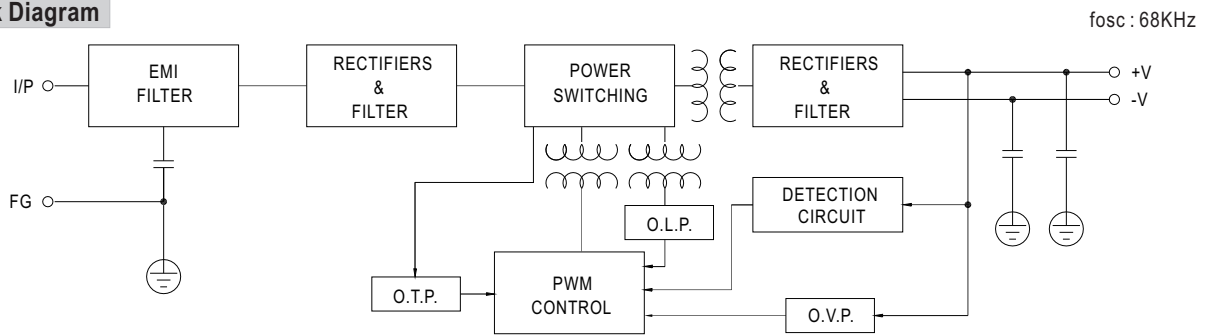 Diagram
fosc : 68KHz
I/P
EMI
FILTER
RECTIFIERS
&
FILTER
POWER
SWITCHING
RECTIFIERS
&
FILTER
+V
-V
FG
O.L.P.
DETECTION
CIRCUIT
O.T.P.
PWM
CONTROL
O.V.P.